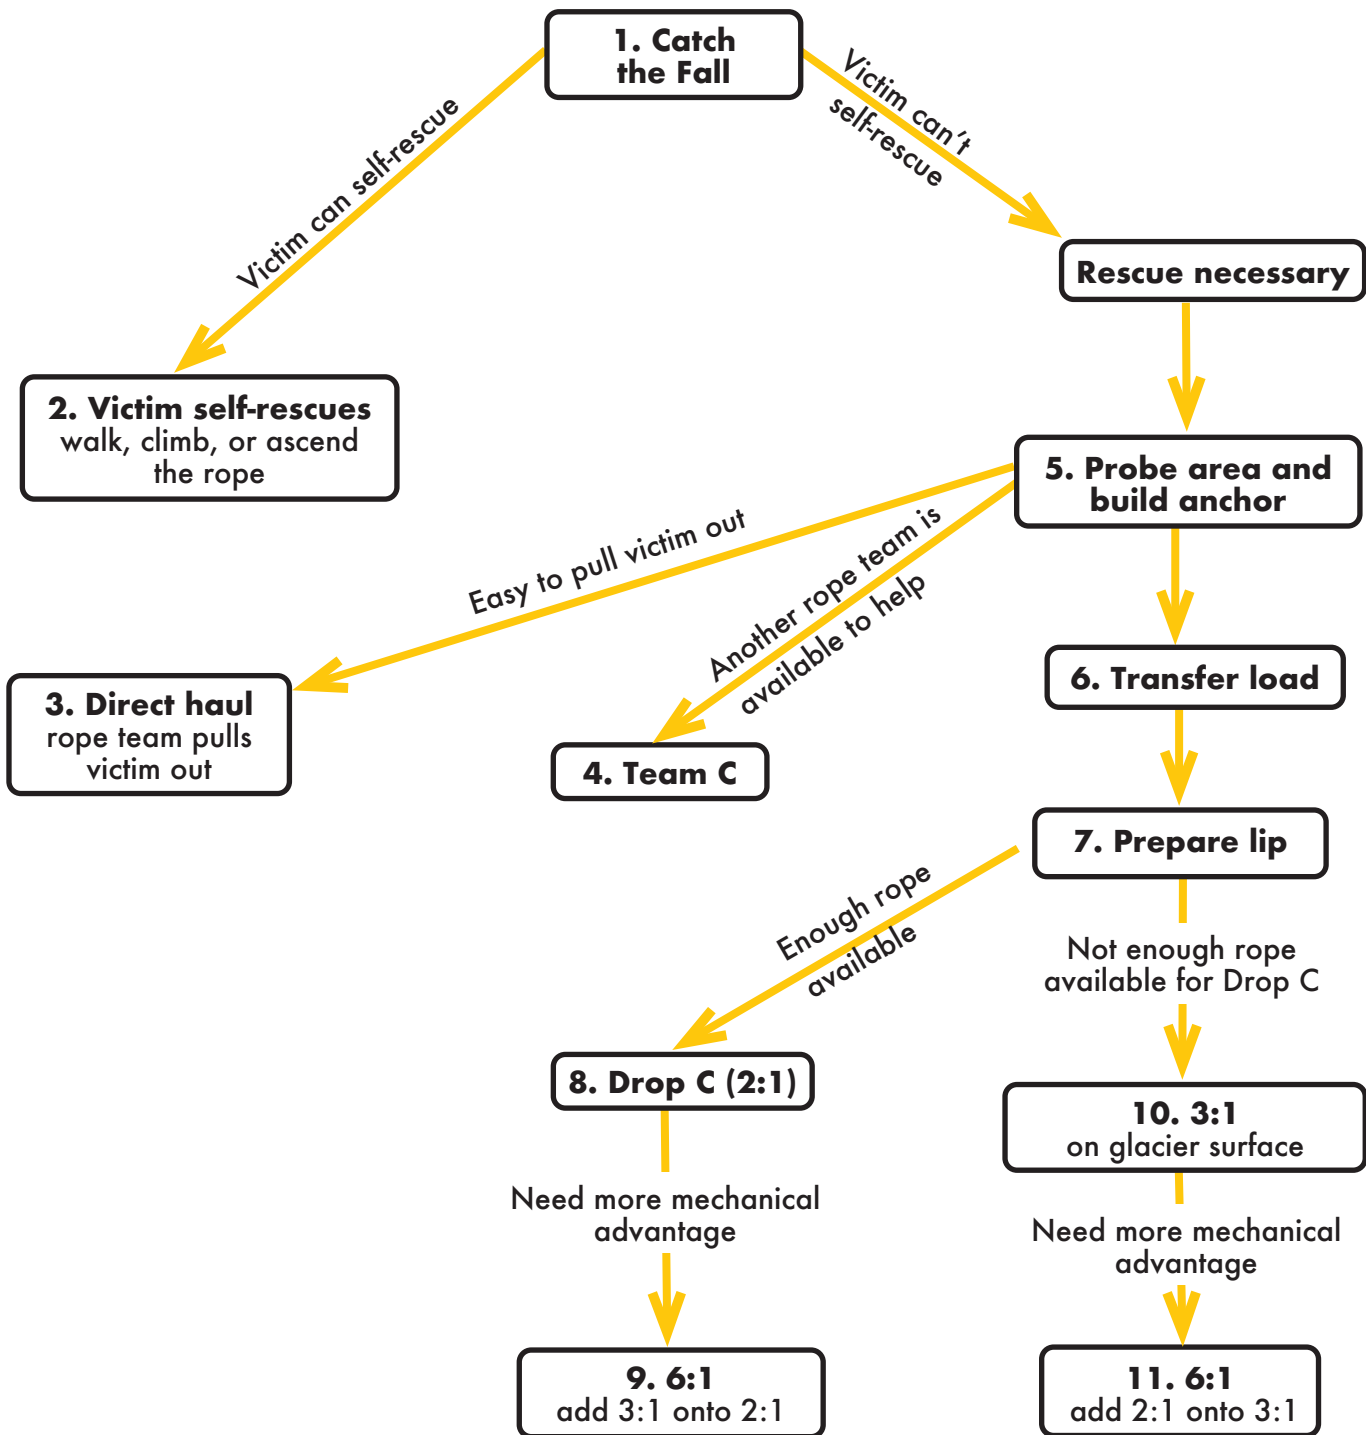 1. Catch
the Fall
Victim can self-rescue
Victim can't
self-rescue
Rescue necessary
2. Victim self-rescues
walk, climb, or ascend
the rope
5. Probe area and
build anchor
Easy to pull victim out
Another rope team is
available to help
3. Direct haul
rope team pulls
victim out
4. Team C
6. Transfer load
7. Prepare lip
Enough rope
available
Not enough rope
available for Drop C
8. Drop C (2:1)
10. 3:1
on glacier surface
Need more mechanical
advantage
Need more mechanical
advantage
9. 6:1
add 3:1 onto 2:1
11. 6:1
add 2:1 onto 3:1